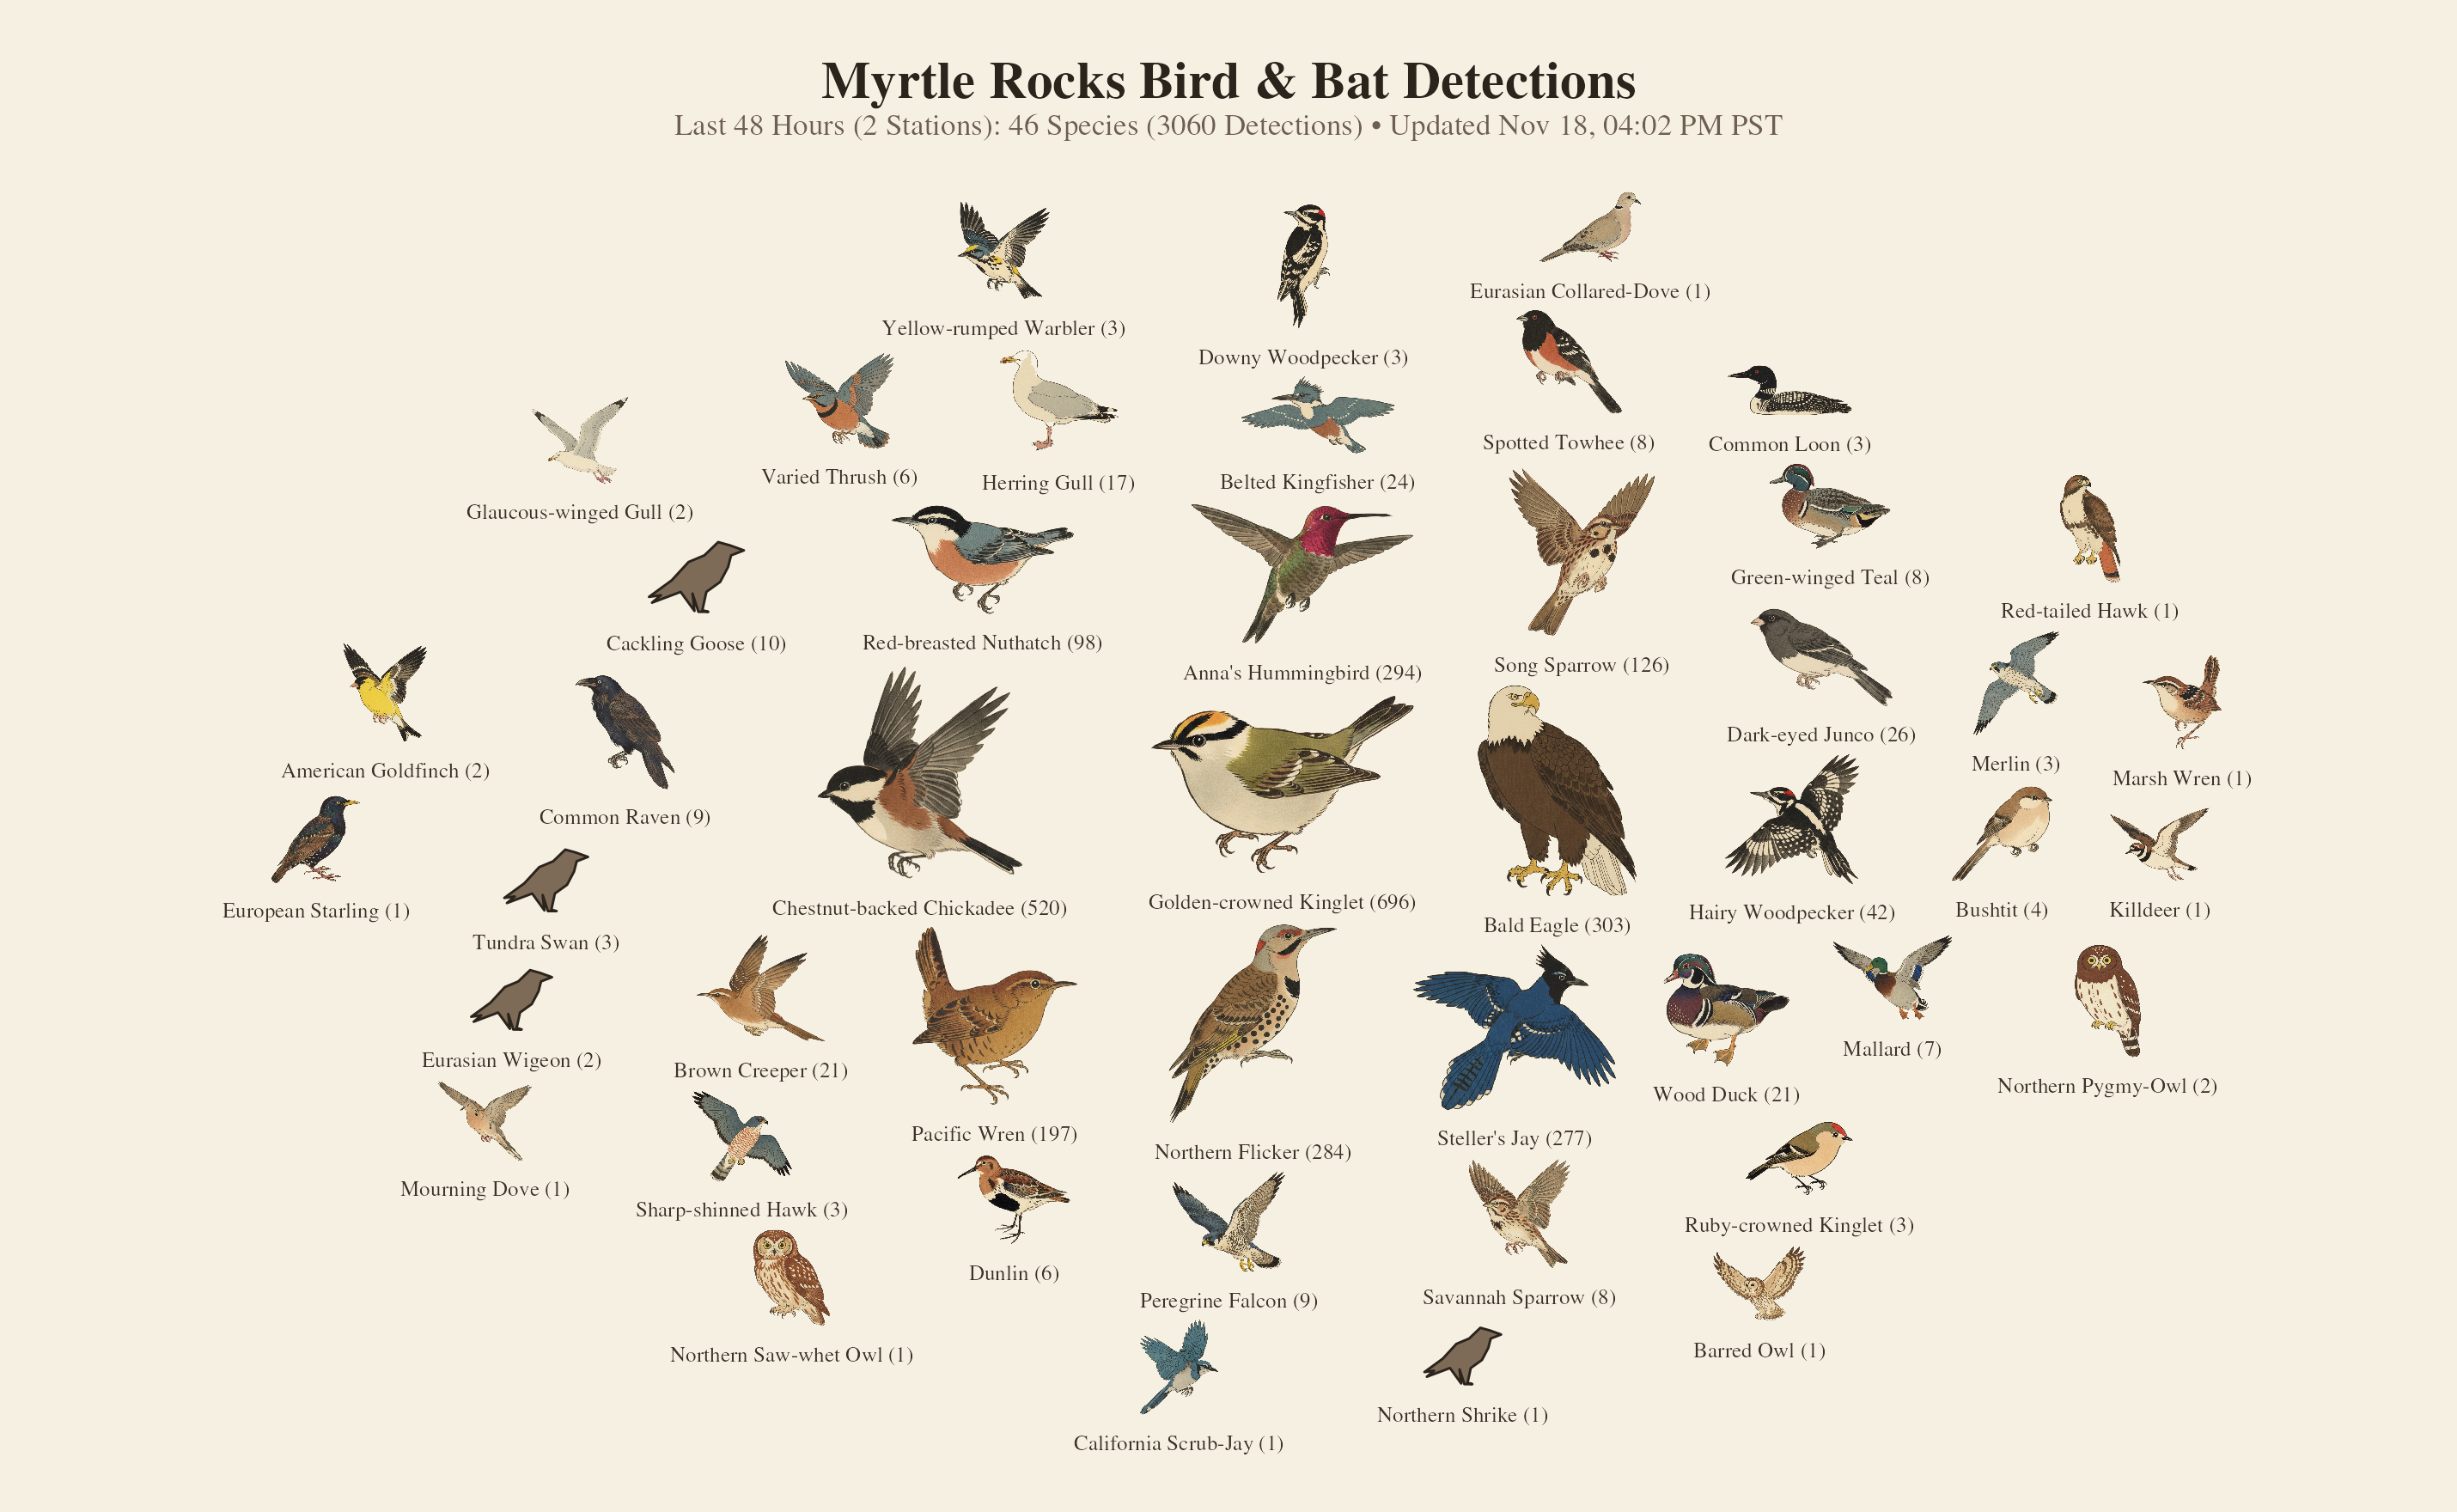 Myrtle Rocks Bird & Bat Detections
Last 48 Hours (2 Stations): 46 Species (3060 Detections) • Updated Nov 18, 04:02 PM PST
Eurasian Collared-Dove (1)
Yellow-rumped Warbler (3)
Downy Woodpecker (3)
Spotted Towhee (8)
Common Loon (3)
Varied Thrush (6)
Herring Gull (17)
Belted Kingfisher (24)
Glaucous-winged Gull (2)
Green-winged Teal (8)
Red-tailed Hawk (1)
Cackling Goose (10)
Red-breasted Nuthatch (98)
Anna's Hummingbird (294)
Song Sparrow (126)
Dark-eyed Junco (26)
Merlin (3)
American Goldfinch (2)
Marsh Wren (1)
Common Raven (9)
European Starling (1)
Chestnut-backed Chickadee (520)
Golden-crowned Kinglet (696)
Bald Eagle (303)
Hairy Woodpecker (42)
Bushtit (4)
Killdeer (1)
Tundra Swan (3)
Eurasian Wigeon (2)
Brown Creeper (21)
Mallard (7)
Northern Pygmy-Owl (2)
Wood Duck (21)
Pacific Wren (197)
Northern Flicker (284)
Steller's Jay (277)
Mourning Dove (1)
Sharp-shinned Hawk (3)
Ruby-crowned Kinglet (3)
Dunlin (6)
Peregrine Falcon (9)
Savannah Sparrow (8)
Northern Saw-whet Owl (1)
Barred Owl (1)
Northern Shrike (1)
California Scrub-Jay (1)